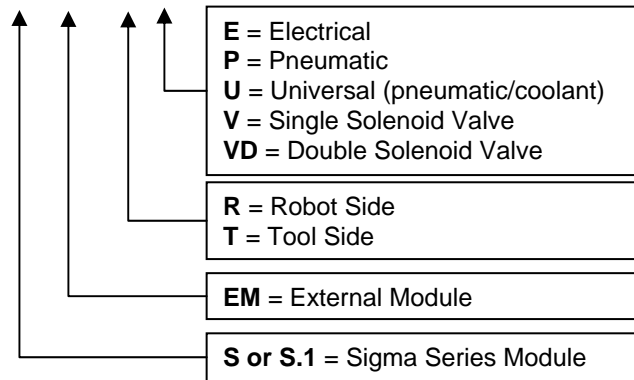 E = Electrical
P = Pneumatic
U = Universal (pneumatic/coolant)
V = Single Solenoid Valve
VD = Double Solenoid Valve
R = Robot Side
T = Tool Side
EM = External Module
S or S.1 = Sigma Series Module